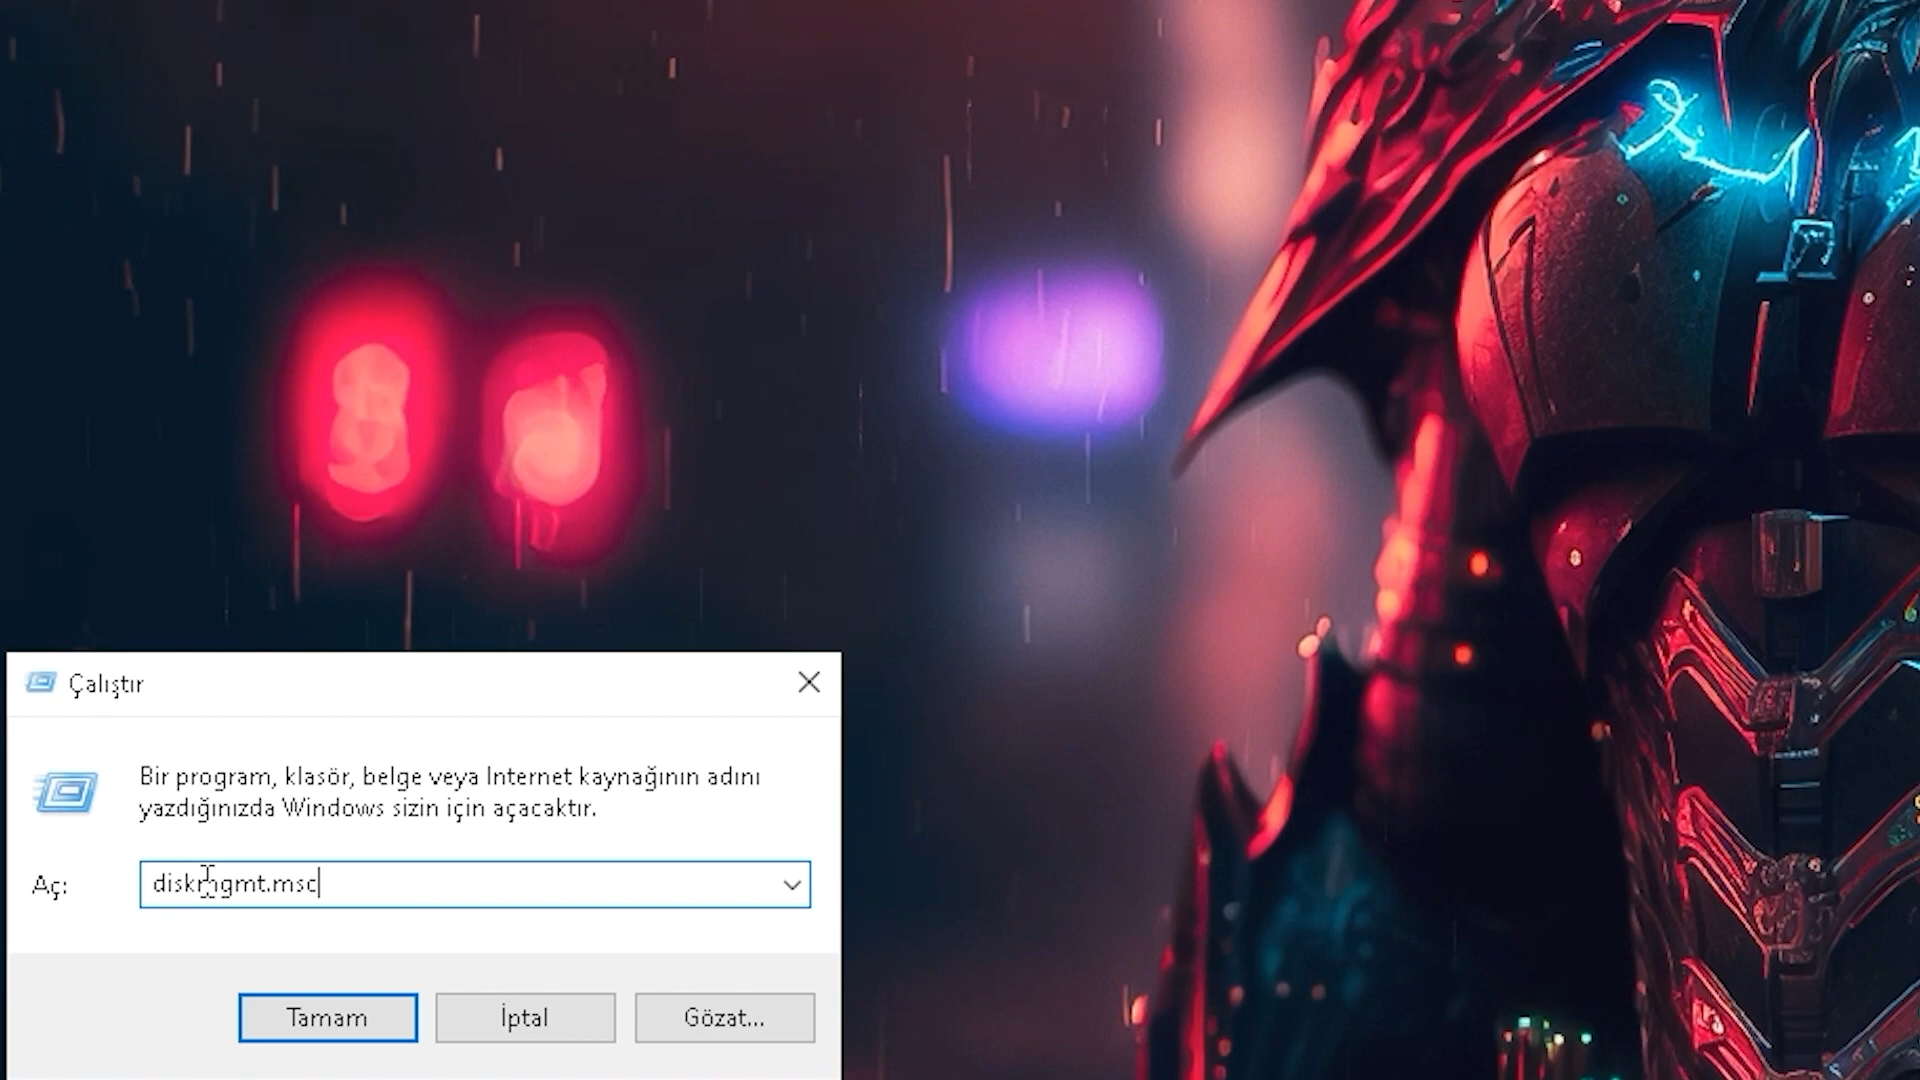 Çalıştır
Bir program, klasör, belge veya Internet kaynağının adını
yazdığınızda Windows sizin için açacaktır.
Aç:
diskmgmt.msc
Tamam
İptal
Gözat...